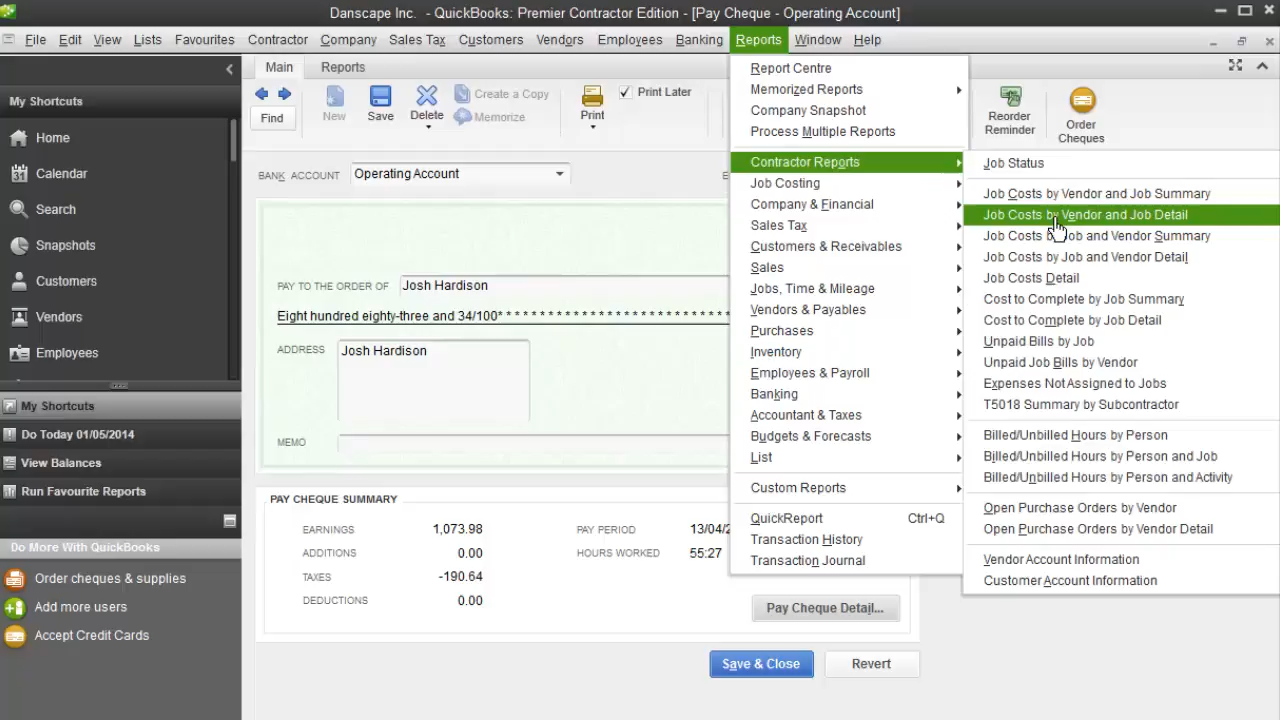 Danscape Inc. - QuickBooks: Premier Contractor Edition - [Pay Cheque - Operating Account]
File Edit View Lists Favourites Contractor Company Sales Tax Customers Vendors Employees Banking Reports Window Help
Main Reports
My Shortcuts
Home
Calendar
Search
Snapshots
Customers
Vendors
Employees
My Shortcuts
Do Today 01/05/2014
View Balances
Run Favourite Reports
Do More With QuickBooks
Order cheques & supplies
Add more users
Accept Credit Cards
Find
New
Save
Delete
Create a Copy
Memorize
Print
Print Later
Reorder
Reminder
Order
Cheques
BANK ACCOUNT Operating Account
PAY TO THE ORDER OF Josh Hardison
Eight hundred eighty-three and 34/100* * * * * * * * * * * * * * * * * * * * * * * * * * *
ADDRESS Josh Hardison
MEMO
PAY CHEQUE SUMMARY
EARNINGS 1,073.98 PAY PERIOD 13/04/2
ADDITIONS 0.00 HOURS WORKED 55:27
TAXES -190.64
DEDUCTIONS 0.00
Pay Cheque Detail...
Save & Close Revert
Report Centre
Memorized Reports
Company Snapshot
Process Multiple Reports
Contractor Reports
Job Costing
Company & Financial
Sales Tax
Customers & Receivables
Sales
Jobs, Time & Mileage
Vendors & Payables
Purchases
Inventory
Employees & Payroll
Banking
Accountant & Taxes
Budgets & Forecasts
List
Custom Reports
QuickReport Ctrl+Q
Transaction History
Transaction Journal
Job Status
Job Costs by Vendor and Job Summary
Job Costs by Vendor and Job Detail
Job Costs by Job and Vendor Summary
Job Costs by Job and Vendor Detail
Job Costs Detail
Cost to Complete by Job Summary
Cost to Complete by Job Detail
Unpaid Bills by Job
Unpaid Job Bills by Vendor
Expenses Not Assigned to Jobs
T5018 Summary by Subcontractor
Billed/Unbilled Hours by Person
Billed/Unbilled Hours by Person and Job
Billed/Unbilled Hours by Person and Activity
Open Purchase Orders by Vendor
Open Purchase Orders by Vendor Detail
Vendor Account Information
Customer Account Information